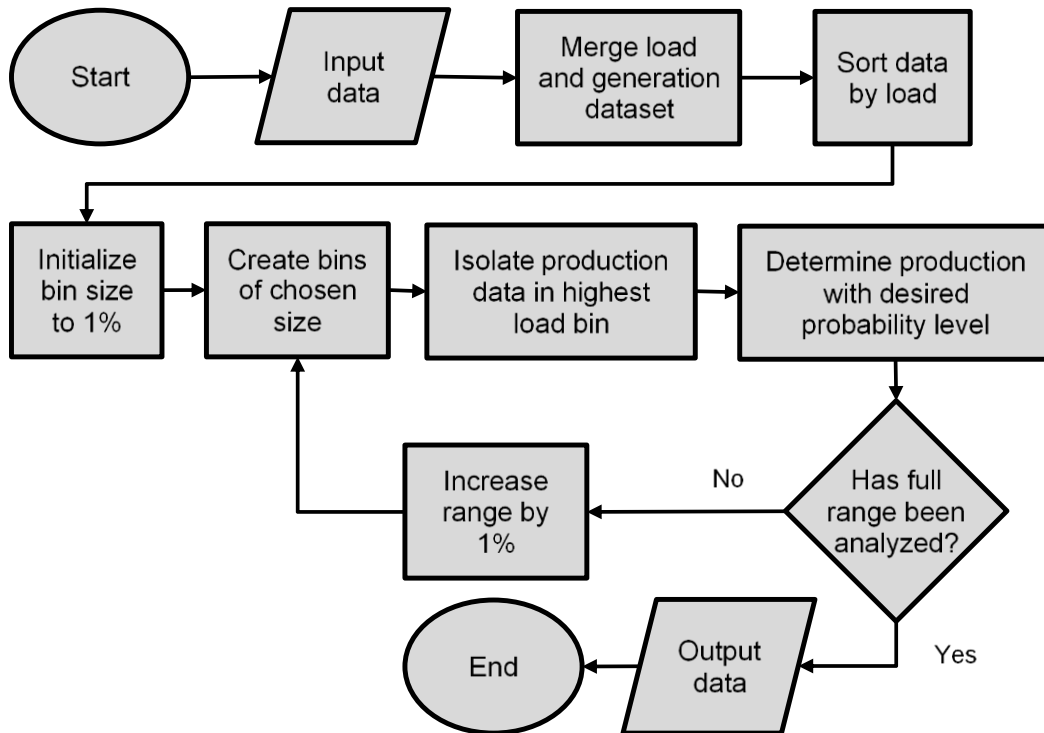 Start
Input
data
Merge load
and generation
dataset
Sort data
by load
Initialize
bin size
to 1%
Create bins
of chosen
size
Isolate production
data in highest
load bin
Determine production
with desired
probability level
Has full
range been
analyzed?
No
Increase
range by
1%
Yes
Output
data
End